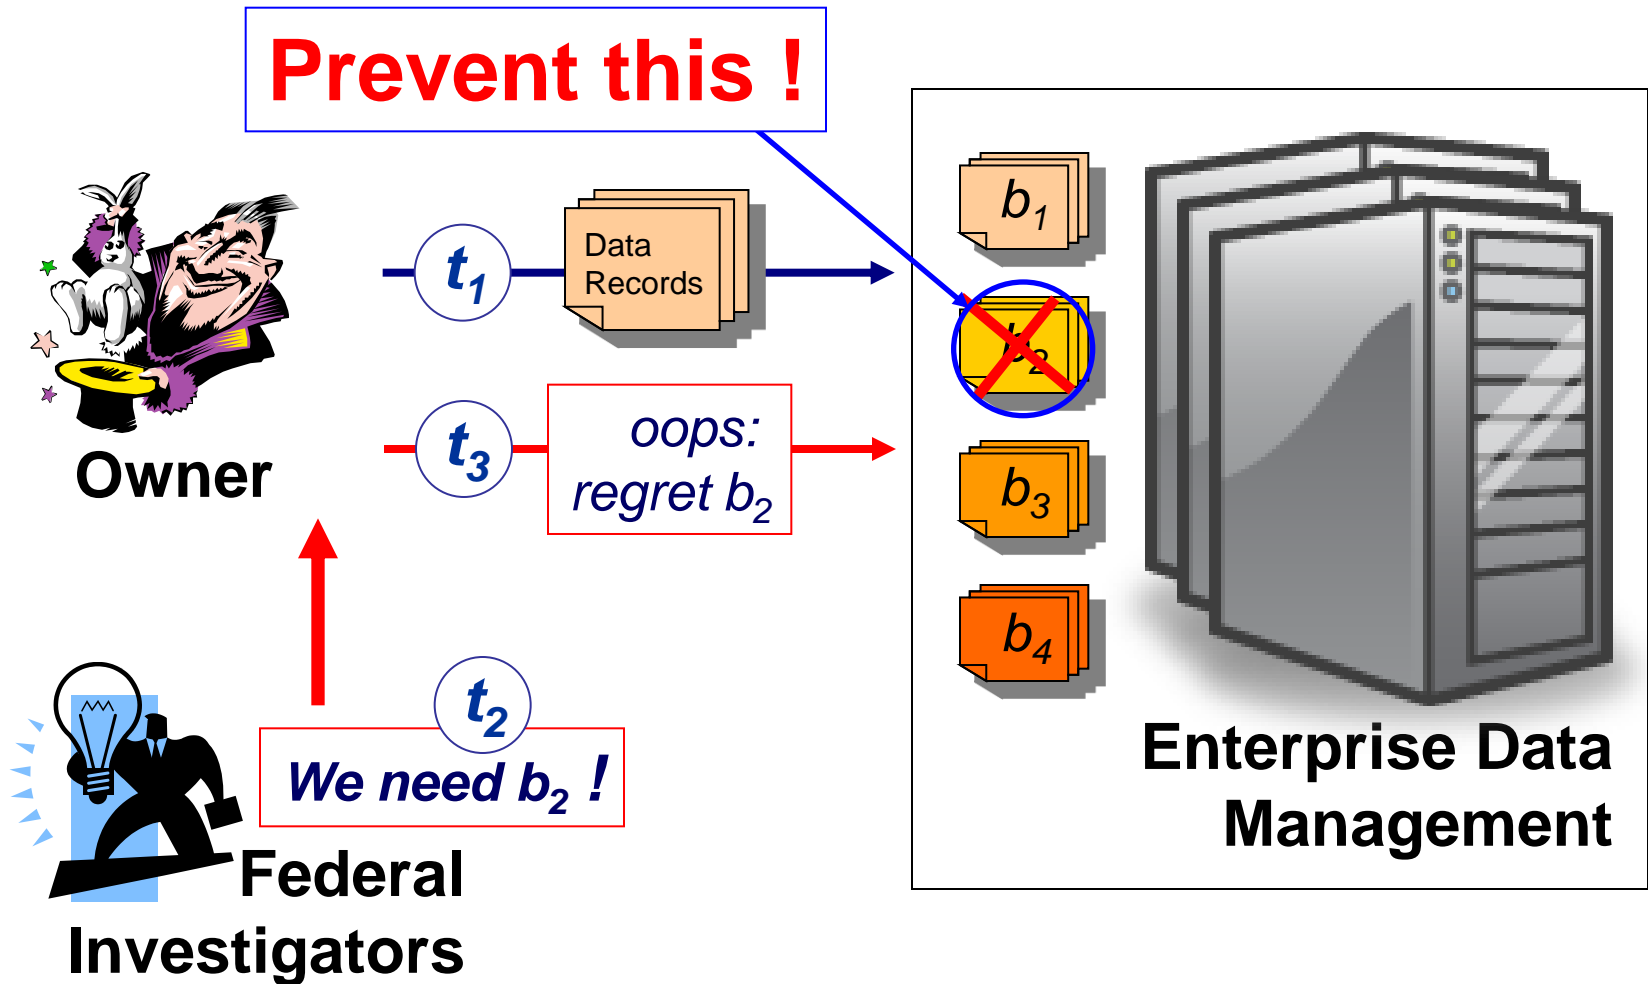 Prevent this !
t1
Data
Records
b1
b2
oops:
regret b2
t3
Owner
b3
b4
t2
We need b2 !
Federal
Investigators
Enterprise Data
Management